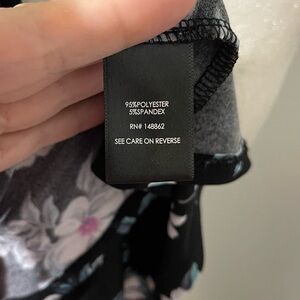 95%POLYESTER
5%SPANDEX
RN# 148862
SEE CARE ON REVERSE